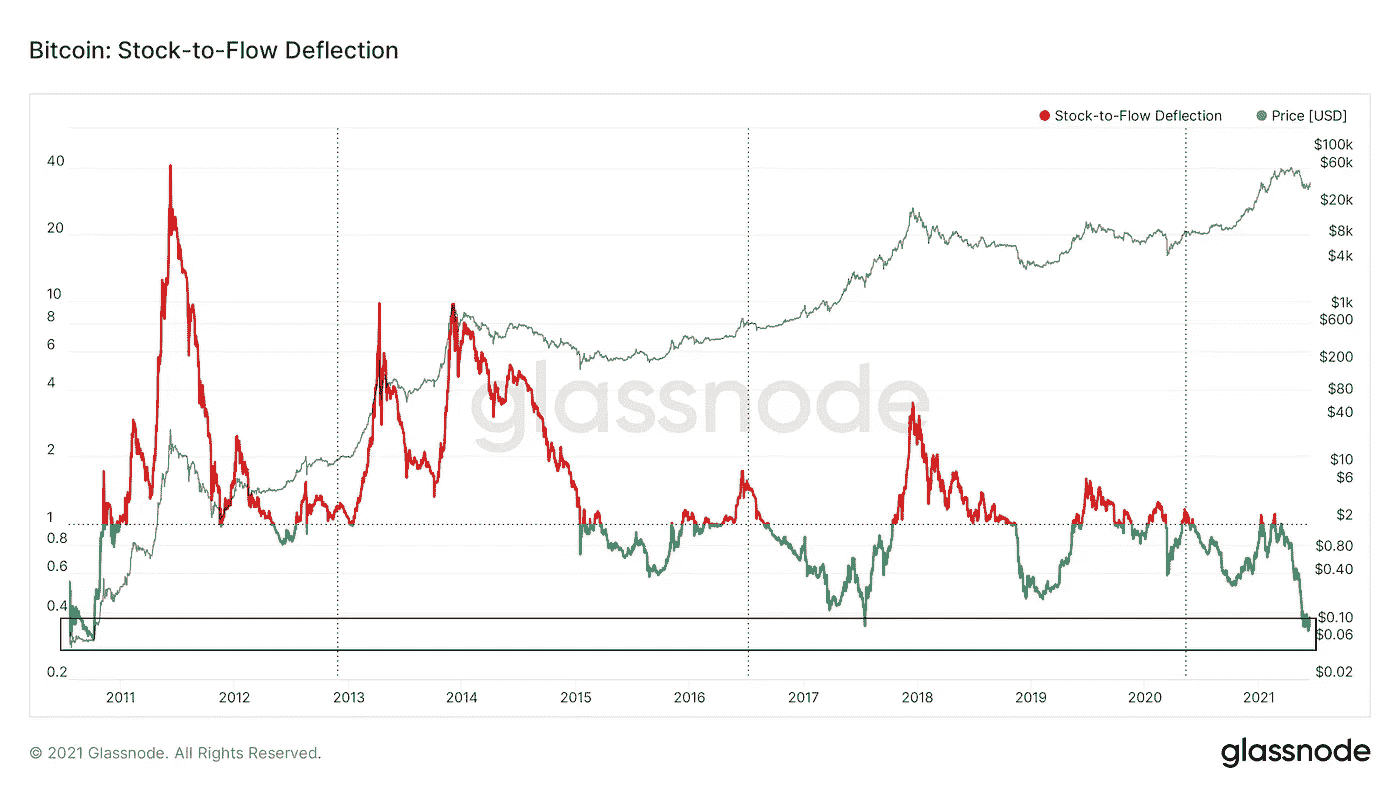 Bitcoin: Stock-to-Flow Deflection
Stock-to-Flow Deflection Price [USD]
40
20
10
8
6
4
2
1
0.8
0.6
0.4
0.2
$100k
$60k
$20k
$8k
$4k
$1k
$600
$200
$80
$40
$10
$6
$2
$0.80
$0.40
$0.10
$0.06
$0.02
glassnode
2011 2012 2013 2014 2015 2016 2017 2018 2019 2020 2021
© 2021 Glassnode. All Rights Reserved.
glassnode